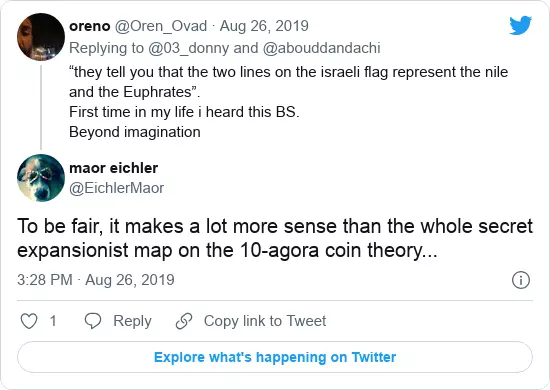 oreno @Oren_Ovad · Aug 26, 2019
Replying to @03_donny and @abouddandachi
“they tell you that the two lines on the israeli flag represent the nile
and the Euphrates”.
First time in my life i heard this BS.
Beyond imagination
maor eichler
@EichlerMaor
To be fair, it makes a lot more sense than the whole secret
expansionist map on the 10-agora coin theory...
3:28 PM · Aug 26, 2019
1 Reply Copy link to Tweet
Explore what's happening on Twitter